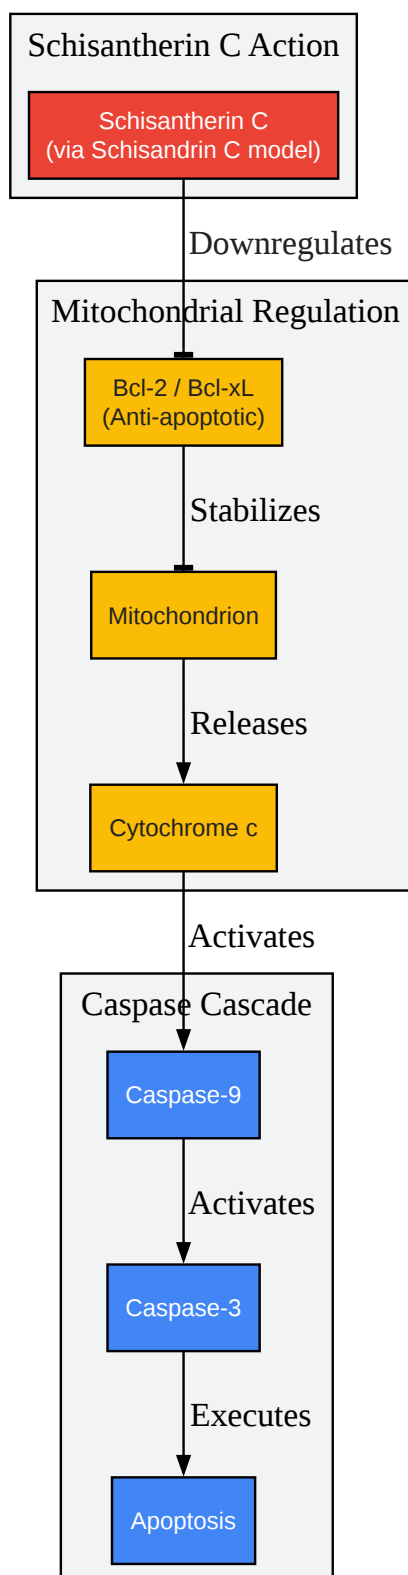 Schisantherin C Action
Schisantherin C
(via Schisandrin C model)
Downregulates
Mitochondrial Regulation
Bcl-2 / Bcl-xL
(Anti-apoptotic)
Stabilizes
Mitochondrion
Releases
Cytochrome c
Activates
Caspase Cascade
Caspase-9
Activates
Caspase-3
Executes
Apoptosis